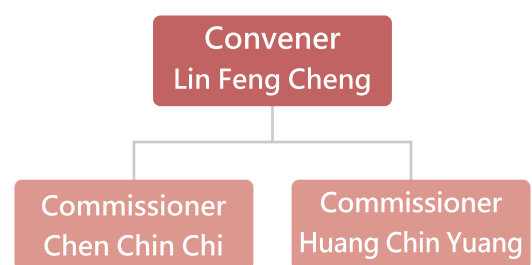 Convener
Lin Feng Cheng
Commissioner
Chen Chin Chi
Commissioner
Huang Chin Yuang